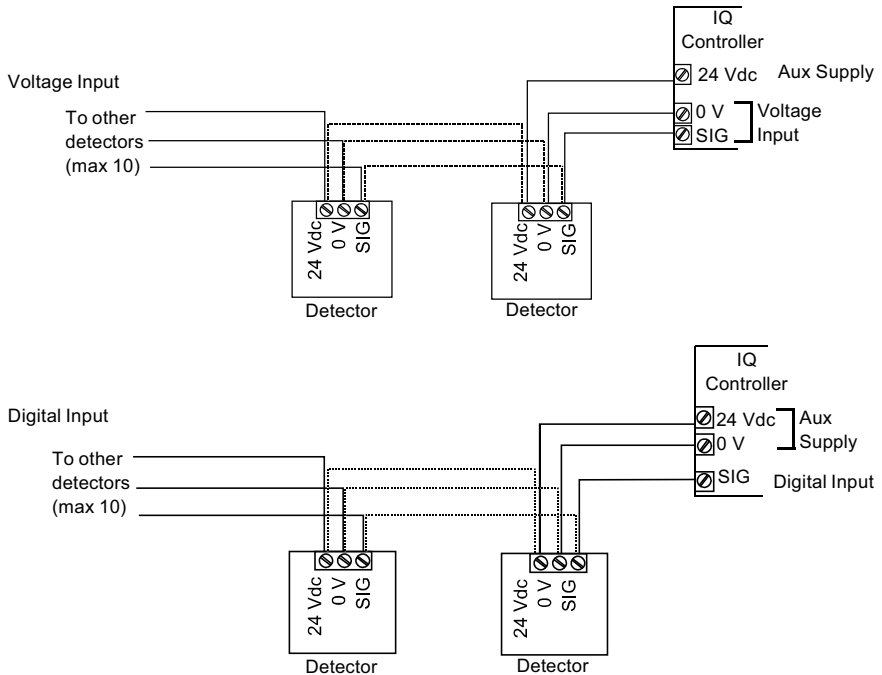 IQ
Controller
24 Vdc Aux Supply
Voltage Input
To other
detectors
(max 10)
0 V
SIG
Voltage
Input
24 Vdc
0 V
SIG
Detector
24 Vdc
0 V
SIG
Detector
IQ
Controller
Digital Input
24 Vdc
0 V
Aux
Supply
To other
detectors
(max 10)
SIG Digital Input
24 Vdc
0 V
SIG
Detector
24 Vdc
0 V
SIG
Detector